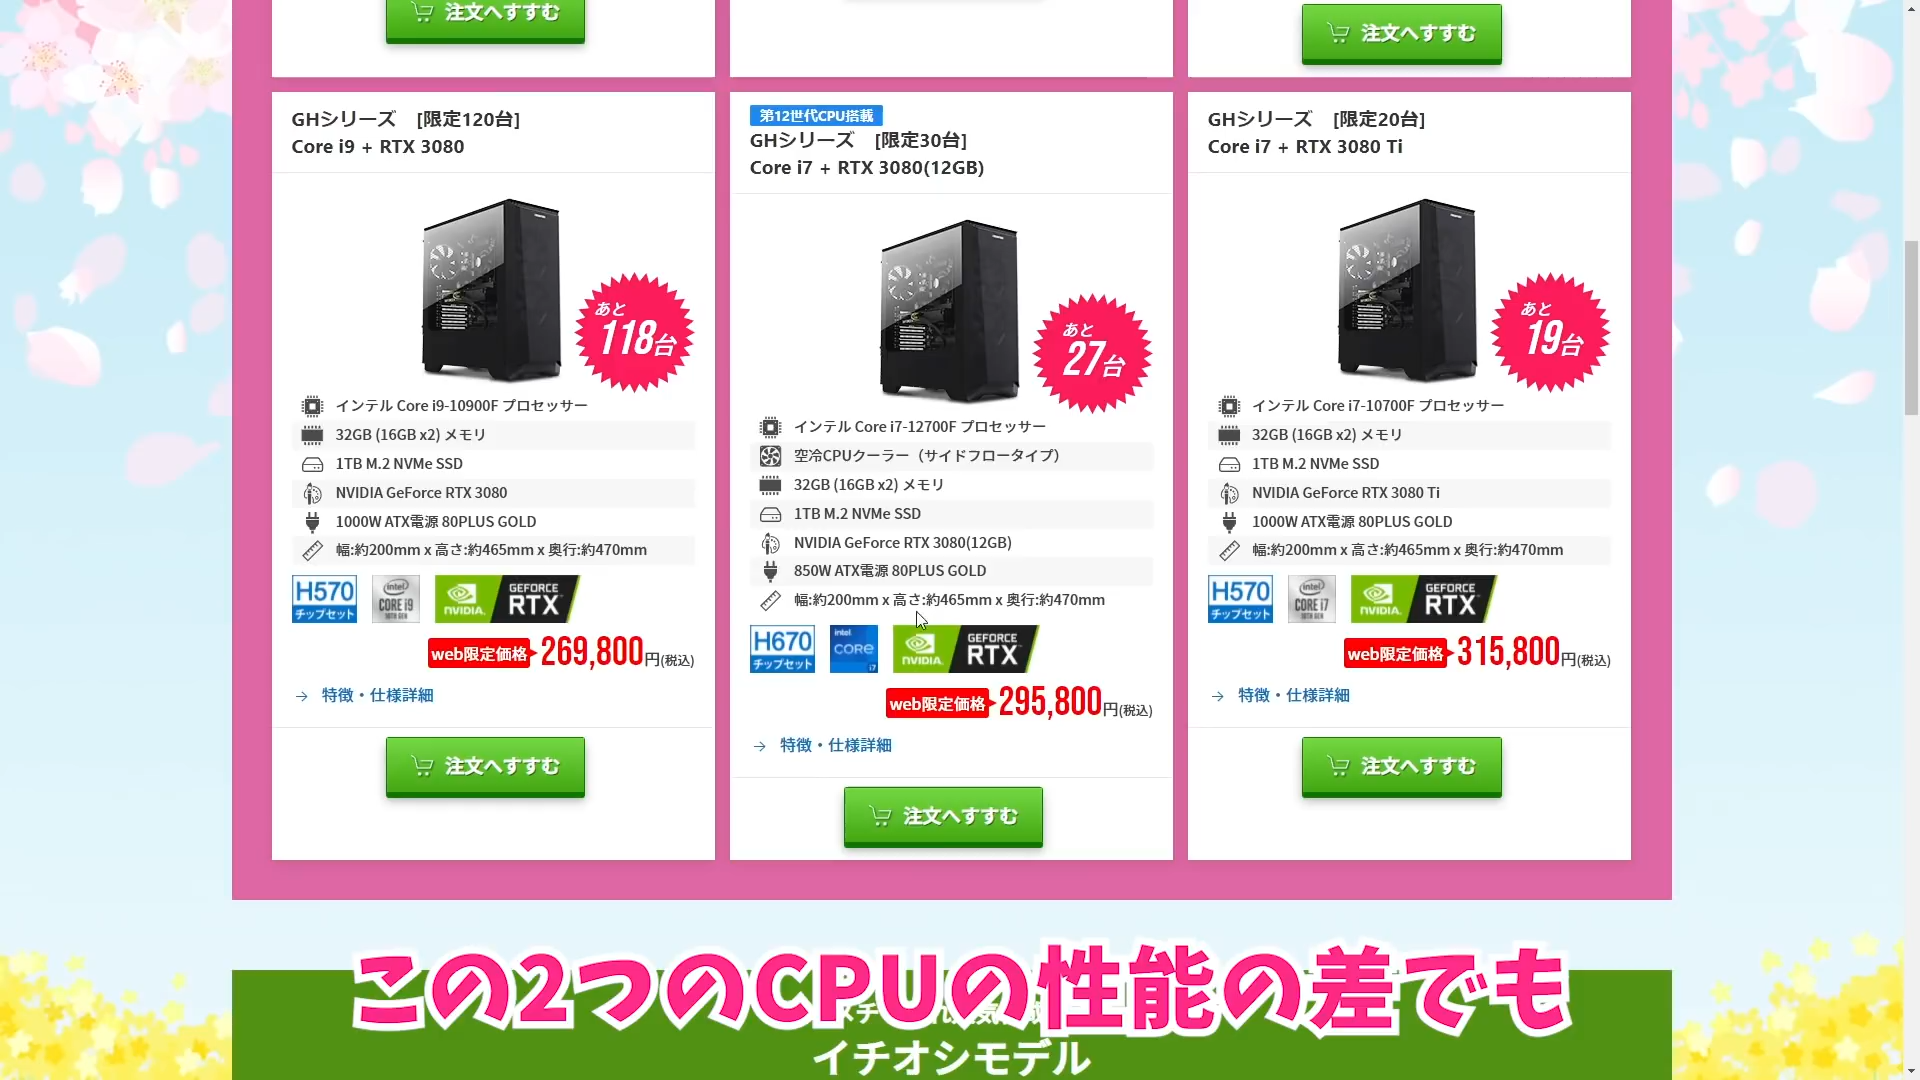 注文へすすむ
注文へすすむ
GHシリーズ [限定120台]
Core i9 + RTX 3080
あと
118台
インテル Core i9-10900F プロセッサー
32GB (16GB x2) メモリ
1TB M.2 NVMe SSD
NVIDIA GeForce RTX 3080
1000W ATX電源 80PLUS GOLD
幅:約200mm x 高さ:約465mm x 奥行:約470mm
H570
チップセット
intel
CORE i9
10TH GEN
NVIDIA.
GEFORCE
RTX
web限定価格 269,800円(税込)
→ 特徴・仕様詳細
注文へすすむ
第12世代CPU搭載
GHシリーズ [限定30台]
Core i7 + RTX 3080(12GB)
あと
27台
インテル Core i7-12700F プロセッサー
空冷CPUクーラー（サイドフロータイプ）
32GB (16GB x2) メモリ
1TB M.2 NVMe SSD
NVIDIA GeForce RTX 3080(12GB)
850W ATX電源 80PLUS GOLD
幅:約200mm x 高さ:約465mm x 奥行:約470mm
H670
チップセット
intel
CORE
i7
NVIDIA.
GEFORCE
RTX
web限定価格 295,800円(税込)
→ 特徴・仕様詳細
注文へすすむ
GHシリーズ [限定20台]
Core i7 + RTX 3080 Ti
あと
19台
インテル Core i7-10700F プロセッサー
32GB (16GB x2) メモリ
1TB M.2 NVMe SSD
NVIDIA GeForce RTX 3080 Ti
1000W ATX電源 80PLUS GOLD
幅:約200mm x 高さ:約465mm x 奥行:約470mm
H570
チップセット
intel
CORE i7
10TH GEN
NVIDIA.
GEFORCE
RTX
web限定価格 315,800円(税込)
→ 特徴・仕様詳細
注文へすすむ
この2つのCPUの性能の差でも
イチオシモデル